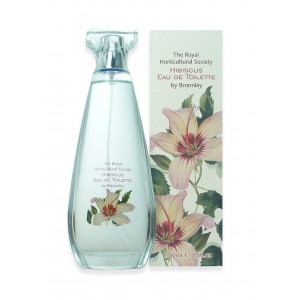 The Royal
Horticultural Society
HIBISCUS
EAU DE TOILETTE
by Bronnley
The Royal
Horticultural Society
HIBISCUS
EAU DE TOILETTE
by Bronnley